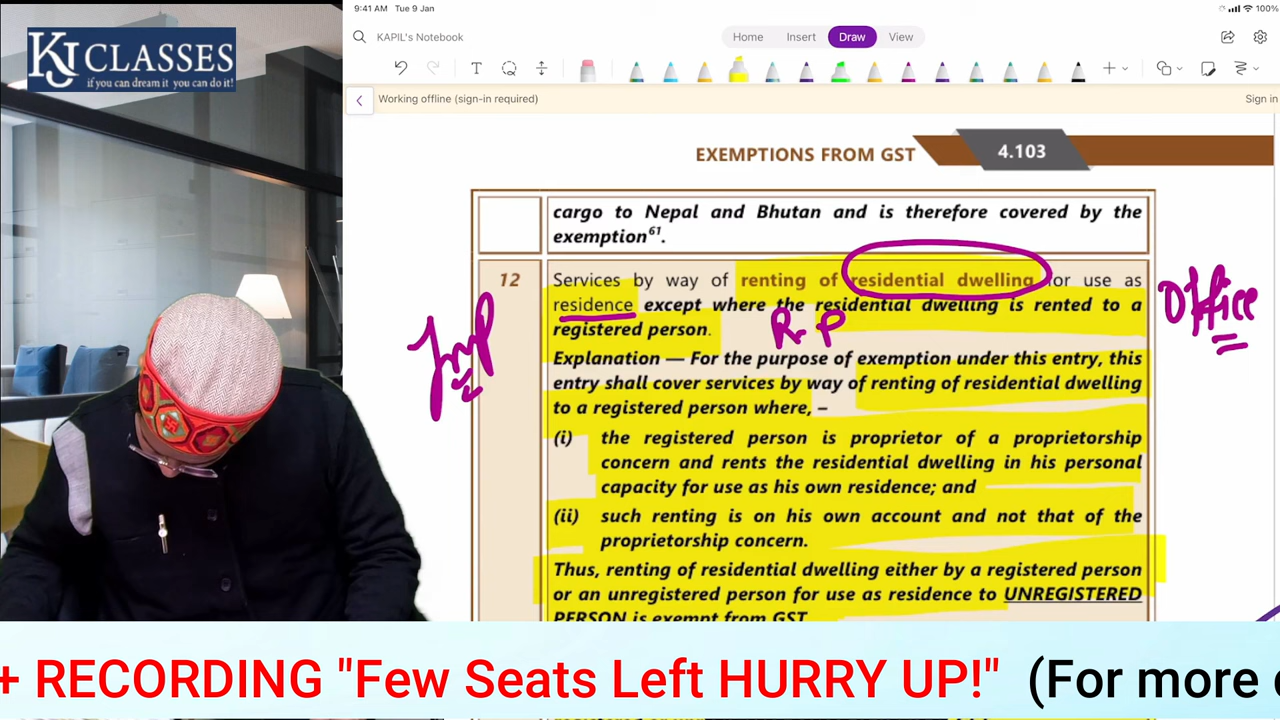 9:41 AM Tue 9 Jan
100%
KJ CLASSES
if you can dream it you can do it!
KAPIL's Notebook
Home Insert Draw View
Working offline (sign-in required)
Sign in
EXEMPTIONS FROM GST 4.103
cargo to Nepal and Bhutan and is therefore covered by the
exemption61.
12 Services by way of renting of residential dwelling for use as
residence except where the residential dwelling is rented to a
registered person.
R.P
Imp
Office
Explanation — For the purpose of exemption under this entry, this
entry shall cover services by way of renting of residential dwelling
to a registered person where, –
(i) the registered person is proprietor of a proprietorship
concern and rents the residential dwelling in his personal
capacity for use as his own residence; and
(ii) such renting is on his own account and not that of the
proprietorship concern.
Thus, renting of residential dwelling either by a registered person
or an unregistered person for use as residence to UNREGISTERED
PERSON is exempt from GST
+ RECORDING "Few Seats Left HURRY UP!" (For more